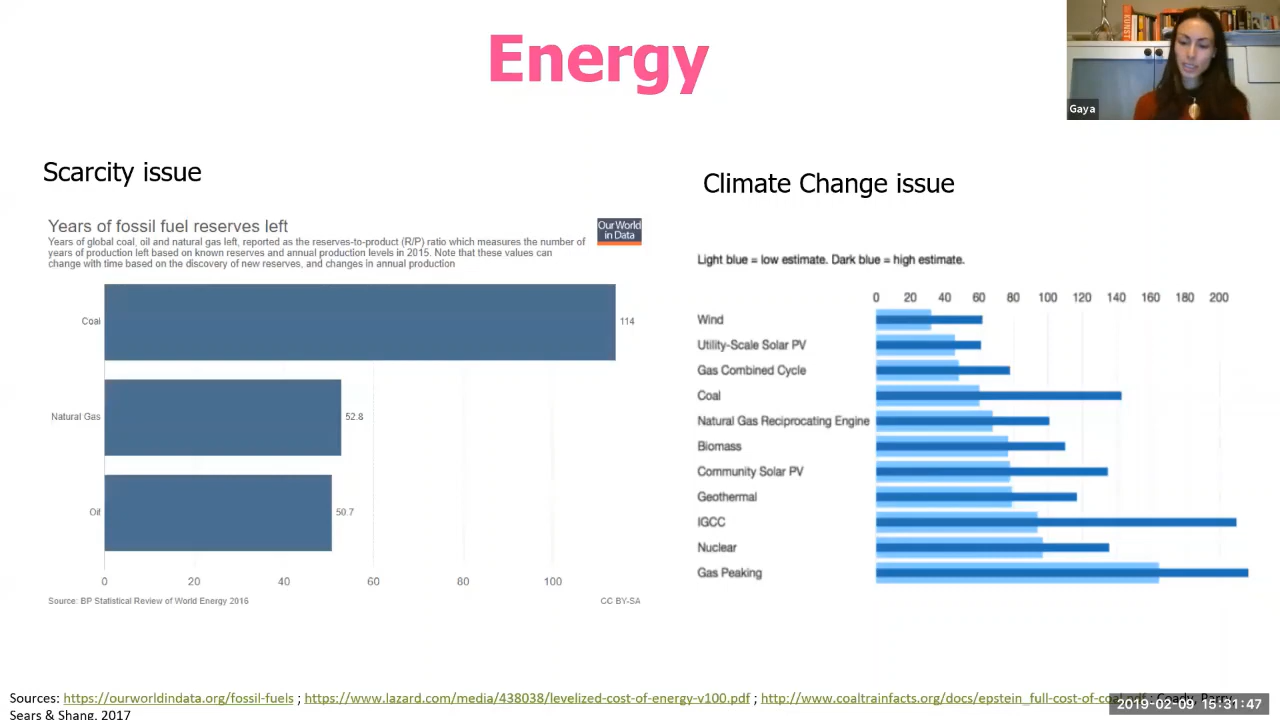 Energy
Gaya
Scarcity issue
Climate Change issue
Years of fossil fuel reserves left
Our World
in Data
Years of global coal, oil and natural gas left, reported as the reserves-to-product (R/P) ratio which measures the number of
years of production left based on known reserves and annual production levels in 2015. Note that these values can
change with time based on the discovery of new reserves, and changes in annual production
Coal
114
Natural Gas
52.8
Oil
50.7
0 20 40 60 80 100
Source: BP Statistical Review of World Energy 2016
CC BY-SA
Light blue = low estimate. Dark blue = high estimate.
0 20 40 60 80 100 120 140 160 180 200
Wind
Utility-Scale Solar PV
Gas Combined Cycle
Coal
Natural Gas Reciprocating Engine
Biomass
Community Solar PV
Geothermal
IGCC
Nuclear
Gas Peaking
Sources: https://ourworldindata.org/fossil-fuels ; https://www.lazard.com/media/438038/levelized-cost-of-energy-v100.pdf ; http://www.coaltrainfacts.org/docs/epstein_full-cost-of-coal.pdf ; Coady, Parry
Sears & Shang, 2017
2019-02-09 15:31:47